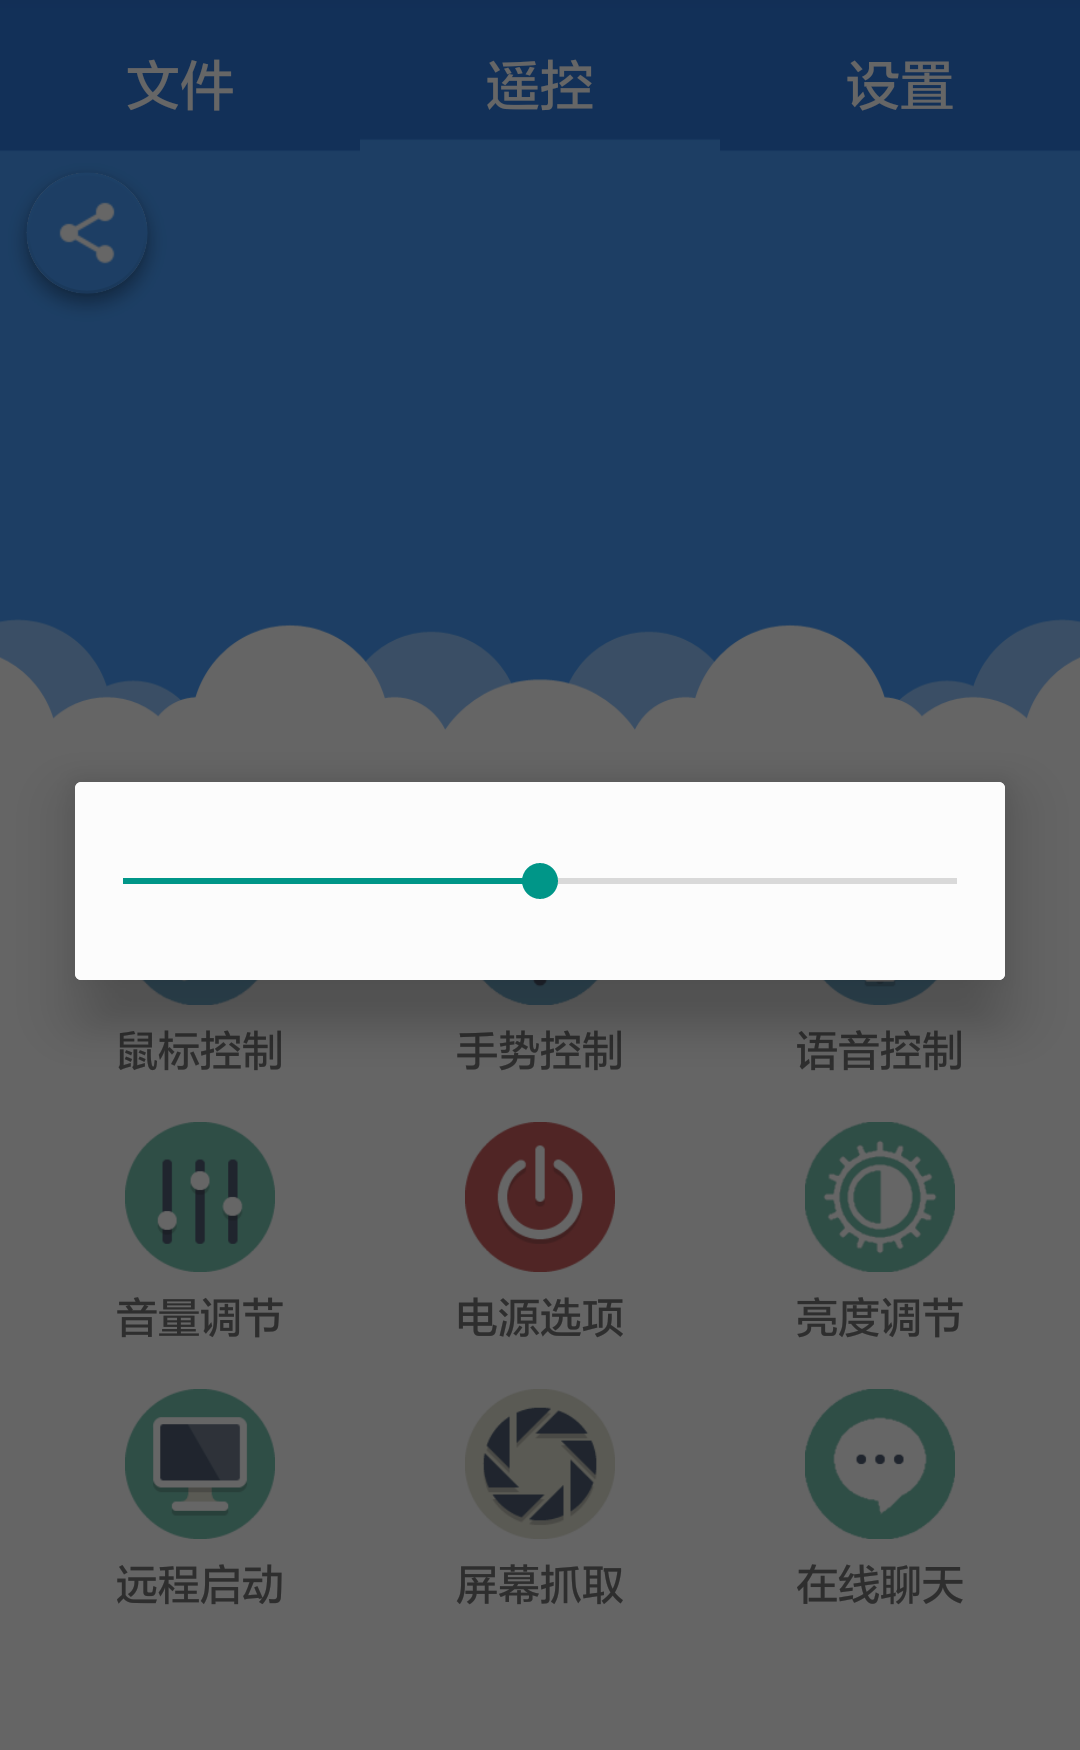 文件 遥控 设置
鼠标控制 手势控制 语音控制
音量调节 电源选项 亮度调节
远程启动 屏幕抓取 在线聊天